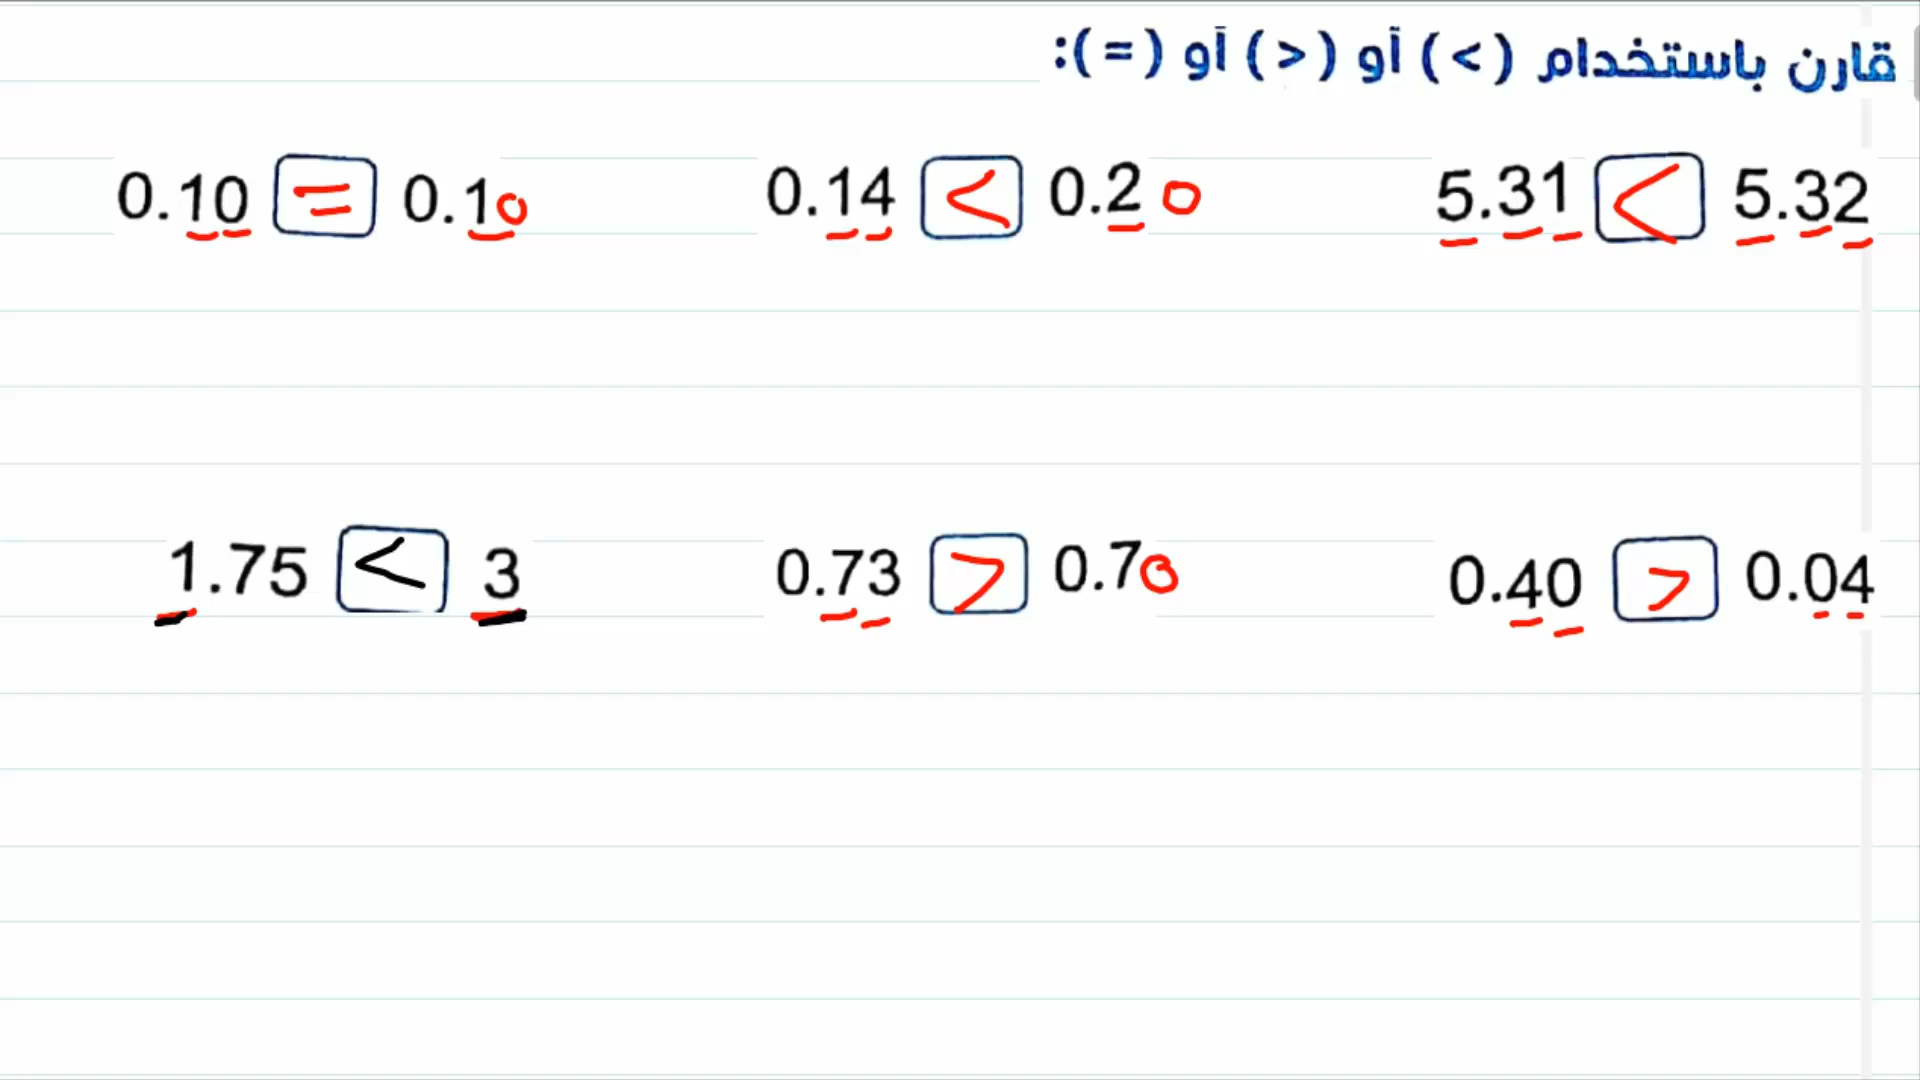 قارن باستخدام ( > ) أو ( < ) أو ( = ):
0.10 = 0.10 0.14 < 0.20 5.31 < 5.32
1.75 < 3 0.73 > 0.70 0.40 > 0.04